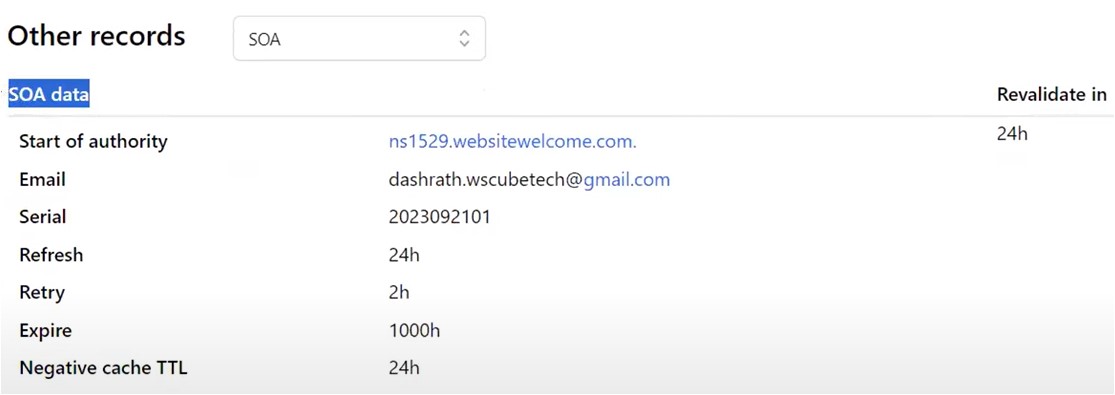 Other records
SOA
SOA data Revalidate in
Start of authority ns1529.websitewelcome.com. 24h
Email dashrath.wscubetech@gmail.com
Serial 2023092101
Refresh 24h
Retry 2h
Expire 1000h
Negative cache TTL 24h